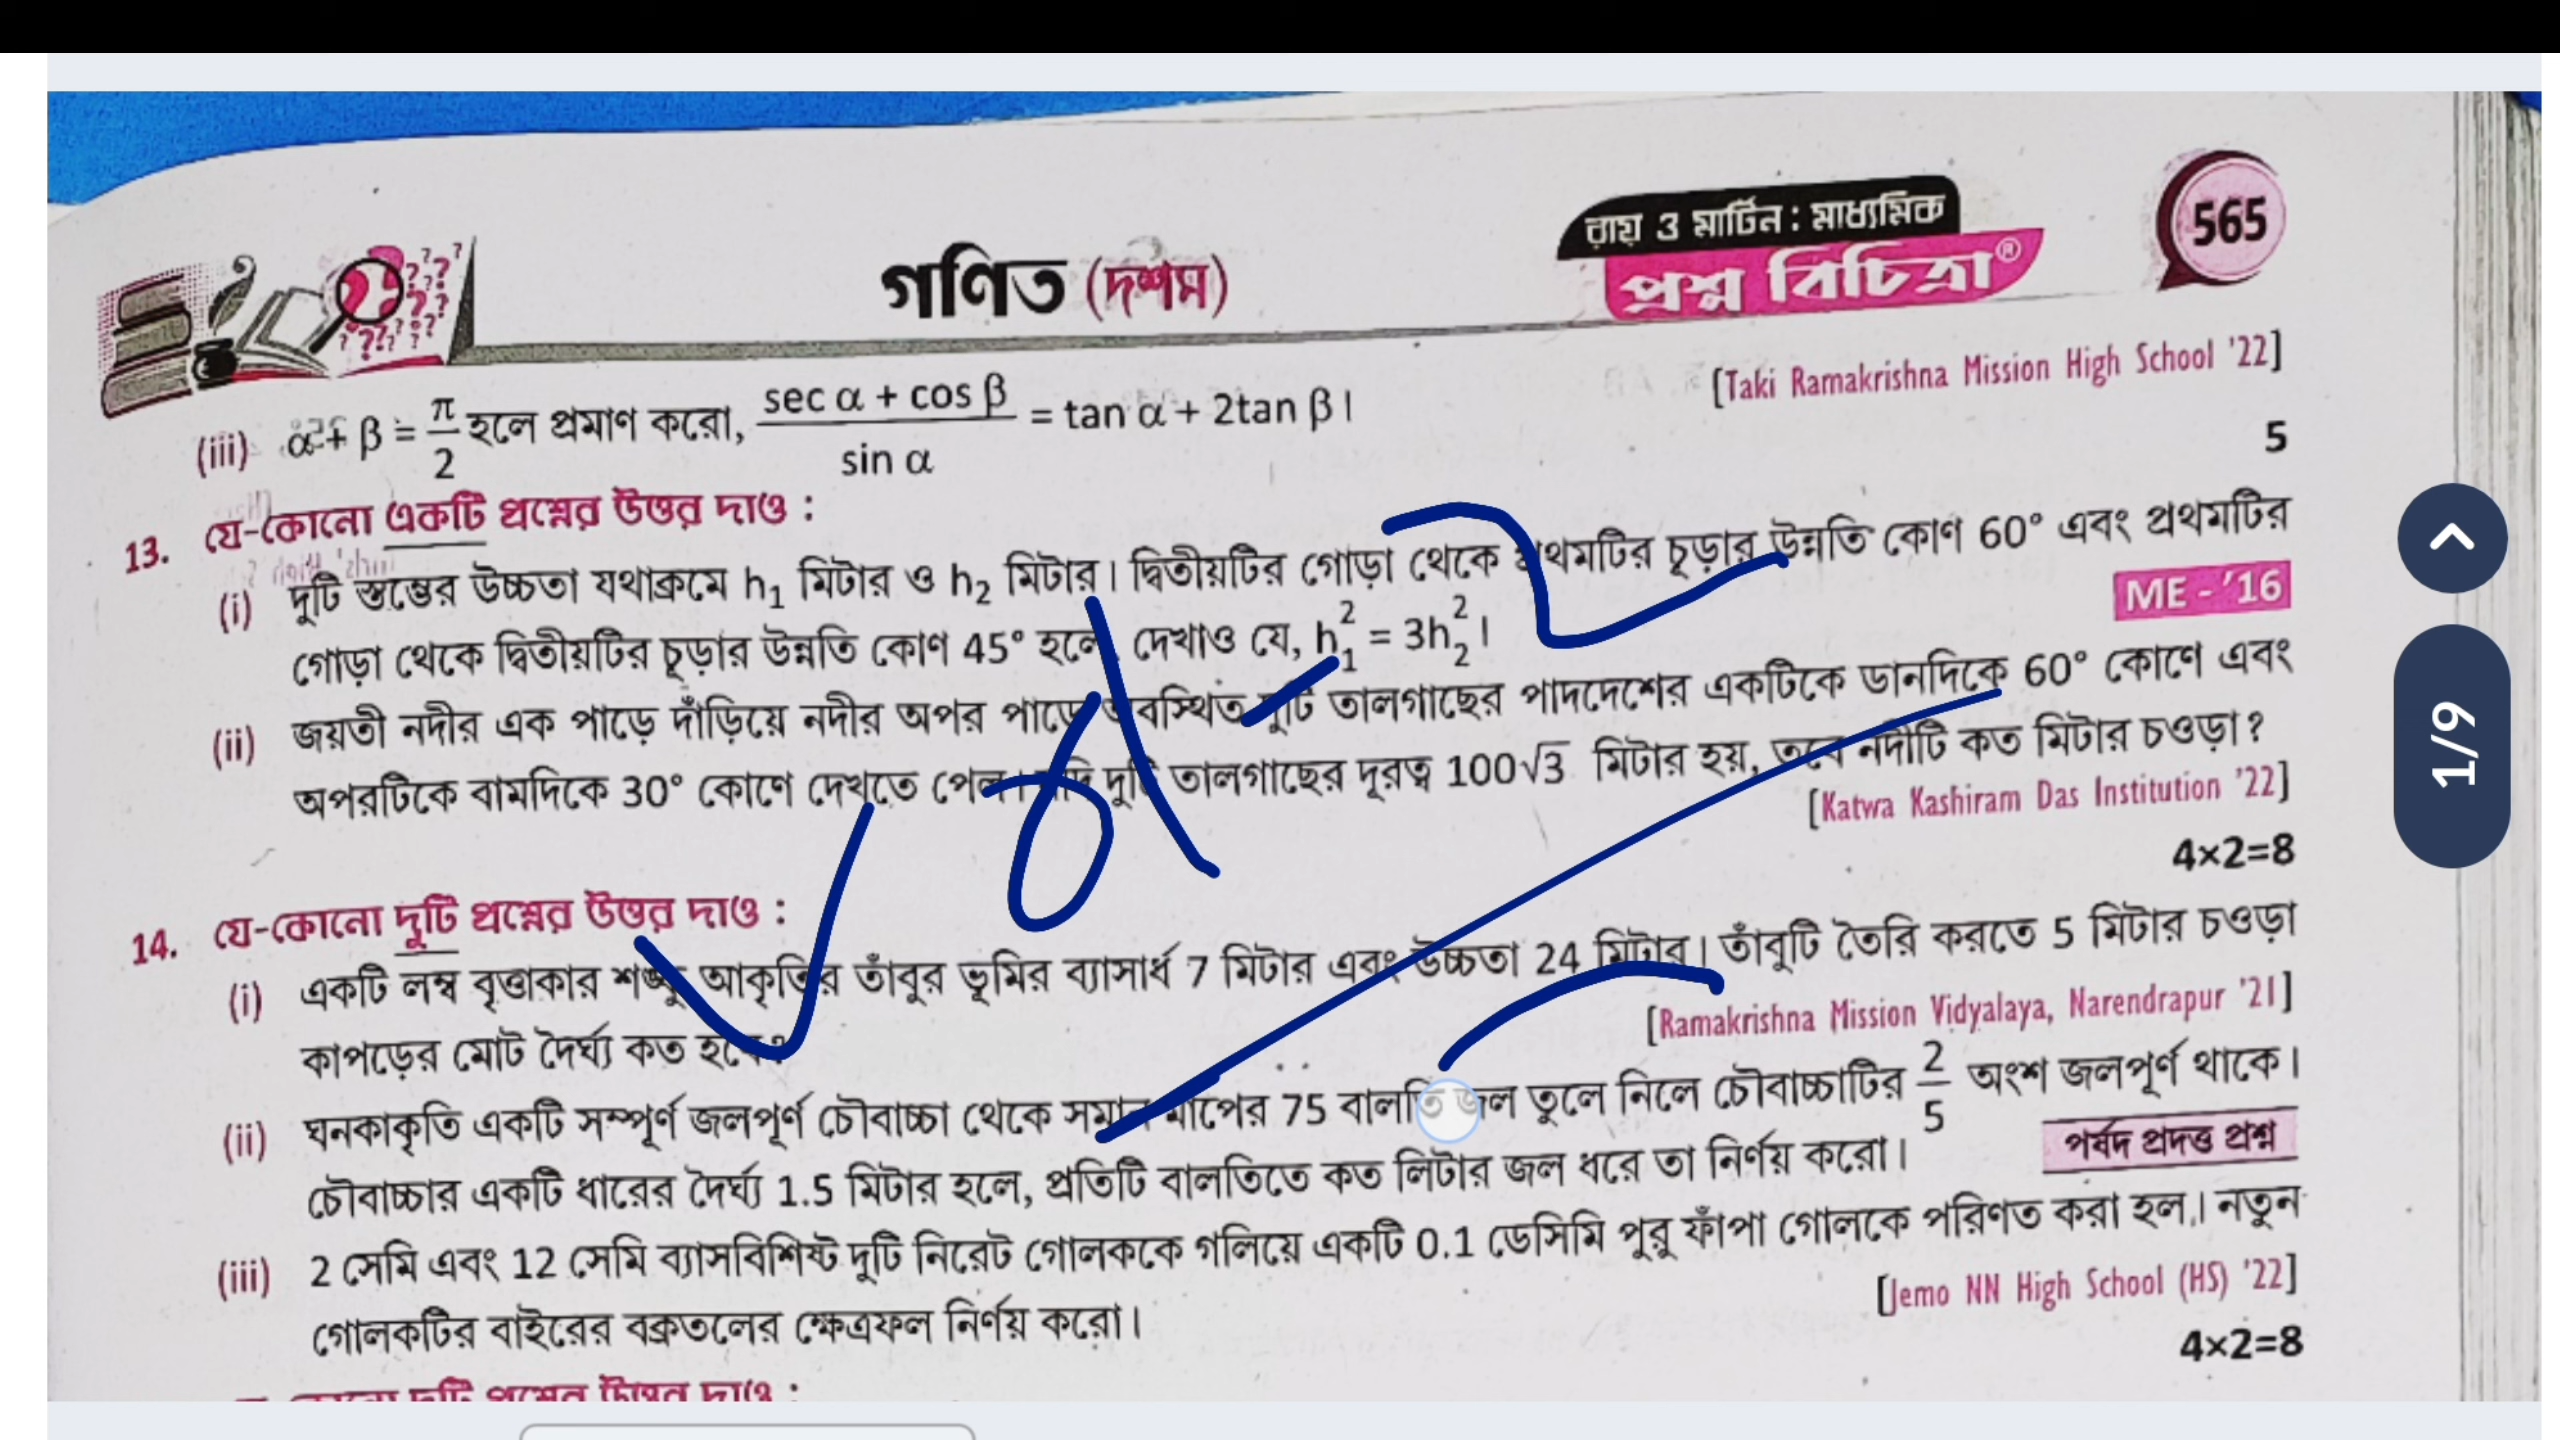 রায় ও মার্টিন : মাধ্যমিক
প্রশ্ন বিচিত্রা®
565
গণিত (দশম)
[Taki Ramakrishna Mission High School '22]
(iii) α + β = π/2 হলে প্রমাণ করো, (sec α + cos β)/sin α = tan α + 2tan β।
5
13. যে-কোনো একটি প্রশ্নের উত্তর দাও :
(i) দুটি স্তম্ভের উচ্চতা যথাক্রমে h₁ মিটার ও h₂ মিটার। দ্বিতীয়টির গোড়া থেকে প্রথমটির চূড়ার উন্নতি কোণ 60° এবং প্রথমটির
গোড়া থেকে দ্বিতীয়টির চূড়ার উন্নতি কোণ 45° হলে দেখাও যে, h₁² = 3h₂²।
ME - '16
(ii) জয়তী নদীর এক পাড়ে দাঁড়িয়ে নদীর অপর পাড়ে অবস্থিত দুটি তালগাছের পাদদেশের একটিকে ডানদিকে 60° কোণে এবং
অপরটিকে বামদিকে 30° কোণে দেখতে পেল। যদি দুটি তালগাছের দূরত্ব 100√3 মিটার হয়, তবে নদীটি কত মিটার চওড়া?
[Katwa Kashiram Das Institution '22]
4×2=8
14. যে-কোনো দুটি প্রশ্নের উত্তর দাও :
(i) একটি লম্ব বৃত্তাকার শঙ্কু আকৃতির তাঁবুর ভূমির ব্যাসার্ধ 7 মিটার এবং উচ্চতা 24 মিটার। তাঁবুটি তৈরি করতে 5 মিটার চওড়া
কাপড়ের মোট দৈর্ঘ্য কত হবে?
[Ramakrishna Mission Vidyalaya, Narendrapur '21]
(ii) ঘনকাকৃতি একটি সম্পূর্ণ জলপূর্ণ চৌবাচ্চা থেকে সমান মাপের 75 বালতি জল তুলে নিলে চৌবাচ্চাটির 2/5 অংশ জলপূর্ণ থাকে।
চৌবাচ্চার একটি ধারের দৈর্ঘ্য 1.5 মিটার হলে, প্রতিটি বালতিতে কত লিটার জল ধরে তা নির্ণয় করো।
পর্ষদ প্রদত্ত প্রশ্ন
(iii) 2 সেমি এবং 12 সেমি ব্যাসবিশিষ্ট দুটি নিরেট গোলককে গলিয়ে একটি 0.1 ডেসিমি পুরু ফাঁপা গোলকে পরিণত করা হল। নতুন
গোলকটির বাইরের বক্রতলের ক্ষেত্রফল নির্ণয় করো।
[Jemo NN High School (HS) '22]
4×2=8
দুটি প্রশ্নের উত্তর দাও :
1/9